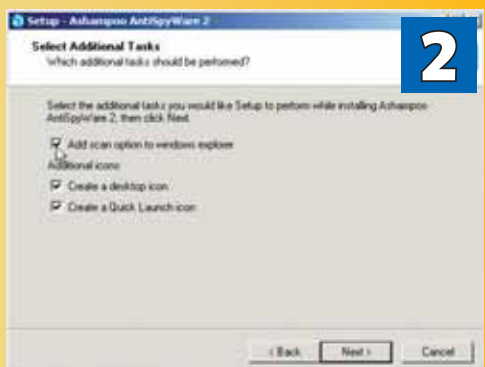 Setup - Ashampoo AntiSpyWare 2
2
Select Additional Tasks
Which additional tasks should be performed?
Select the additional tasks you would like Setup to perform while installing Ashampoo
AntiSpyWare 2, then click Next.
Add scan option to windows explorer
Additional icons:
Create a desktop icon
Create a Quick Launch icon
< Back
Next >
Cancel